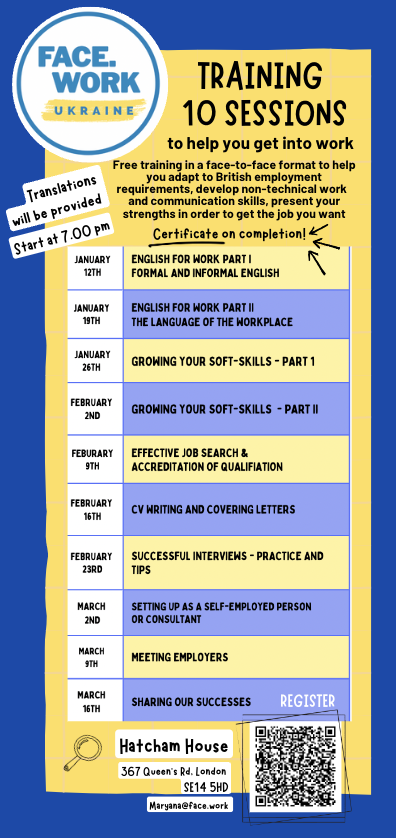 FACE.
WORK
UKRAINE
TRAINING
10 SESSIONS
to help you get into work
Free training in a face-to-face format to help
you adapt to British employment
requirements, develop non-technical work
and communication skills, present your
strengths in order to get the job you want
Translations
will be provided
Start at 7.00 pm
Certificate on completion!
JANUARY
12TH
ENGLISH FOR WORK PART I
FORMAL AND INFORMAL ENGLISH
JANUARY
19TH
ENGLISH FOR WORK PART II
THE LANGUAGE OF THE WORKPLACE
JANUARY
26TH
GROWING YOUR SOFT-SKILLS - PART 1
FEBRUARY
2ND
GROWING YOUR SOFT-SKILLS - PART II
FEBURARY
9TH
EFFECTIVE JOB SEARCH &
ACCREDITATION OF QUALIFIATION
FEBRUARY
16TH
CV WRITING AND COVERING LETTERS
FEBRUARY
23RD
SUCCESSFUL INTERVIEWS - PRACTICE AND
TIPS
MARCH
2ND
SETTING UP AS A SELF-EMPLOYED PERSON
OR CONSULTANT
MARCH
9TH
MEETING EMPLOYERS
MARCH
16TH
SHARING OUR SUCCESSES
REGISTER
Hatcham House
367 Queen's Rd, London
SE14 5HD
Maryana@face.work